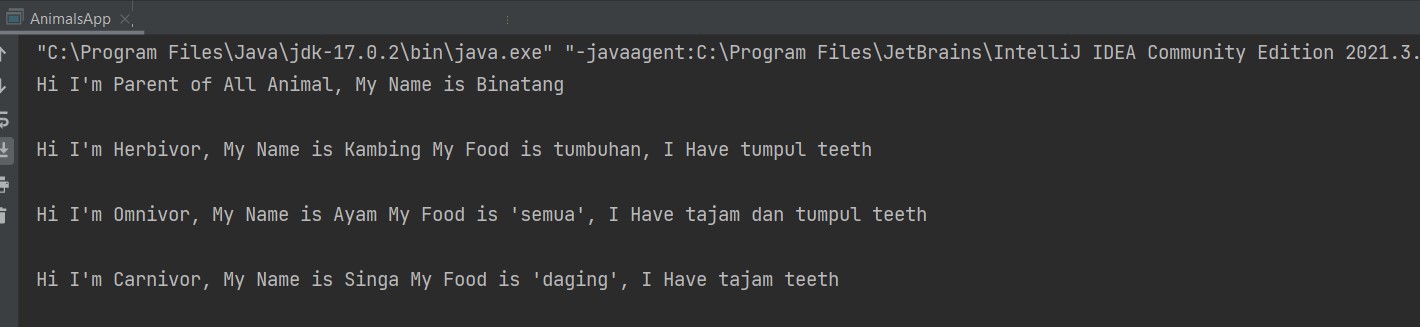 AnimalsApp
"C:\Program Files\Java\jdk-17.0.2\bin\java.exe" "-javaagent:C:\Program Files\JetBrains\IntelliJ IDEA Community Edition 2021.3.
Hi I'm Parent of All Animal, My Name is Binatang
Hi I'm Herbivor, My Name is Kambing My Food is tumbuhan, I Have tumpul teeth
Hi I'm Omnivor, My Name is Ayam My Food is 'semua', I Have tajam dan tumpul teeth
Hi I'm Carnivor, My Name is Singa My Food is 'daging', I Have tajam teeth